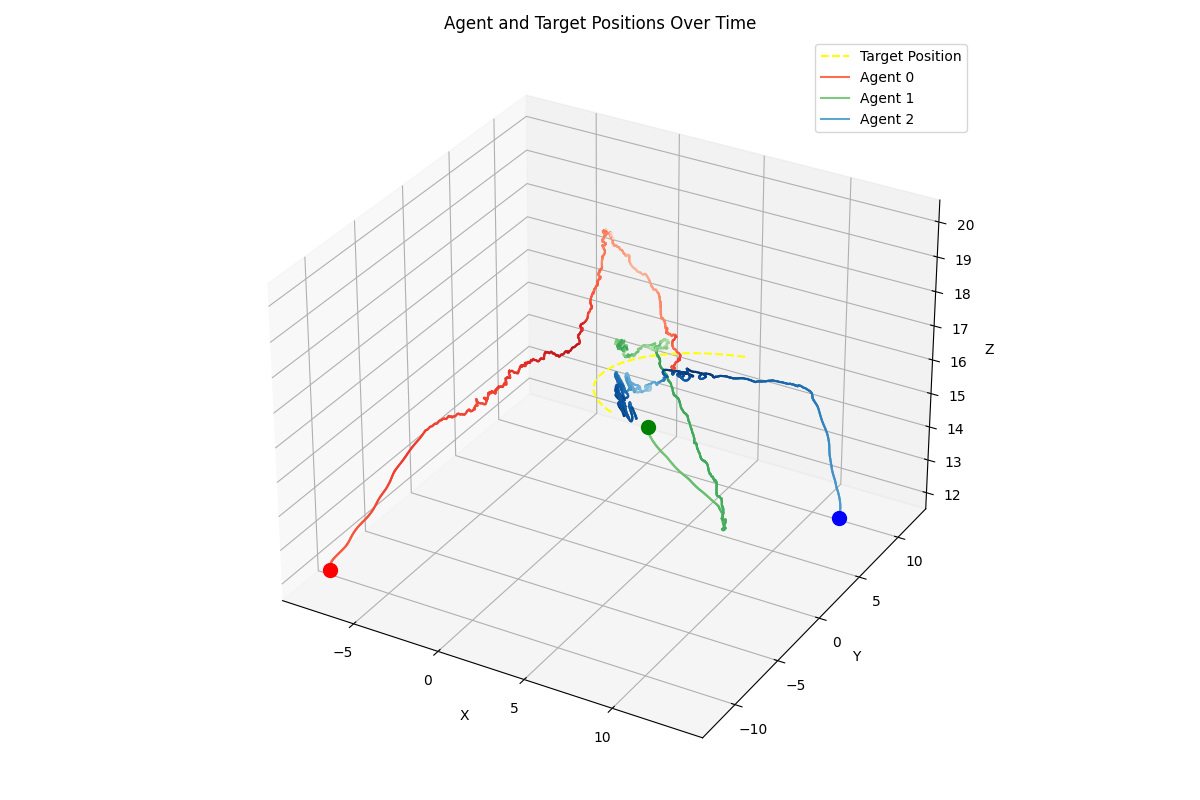 Agent and Target Positions Over Time
Target Position
Agent 0
Agent 1
Agent 2
20
19
18
17
16
15
14
13
12
Z
10
5
0
−5
−10
Y
−5
0
5
10
X